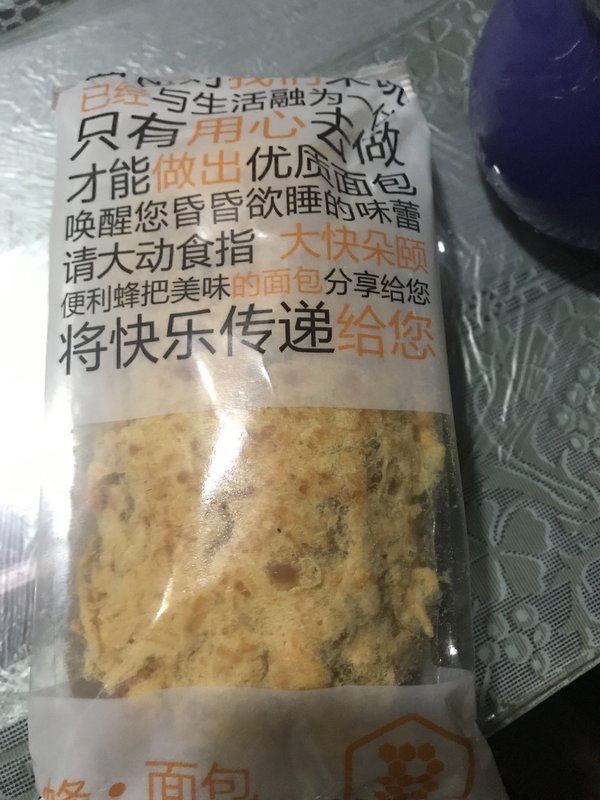 我们
已经与生活融为
只有用心去做
才能做出优质面包
唤醒您昏昏欲睡的味蕾
请大动食指 大快朵颐
便利蜂把美味的面包分享给您
将快乐传递给您
蜂·面包